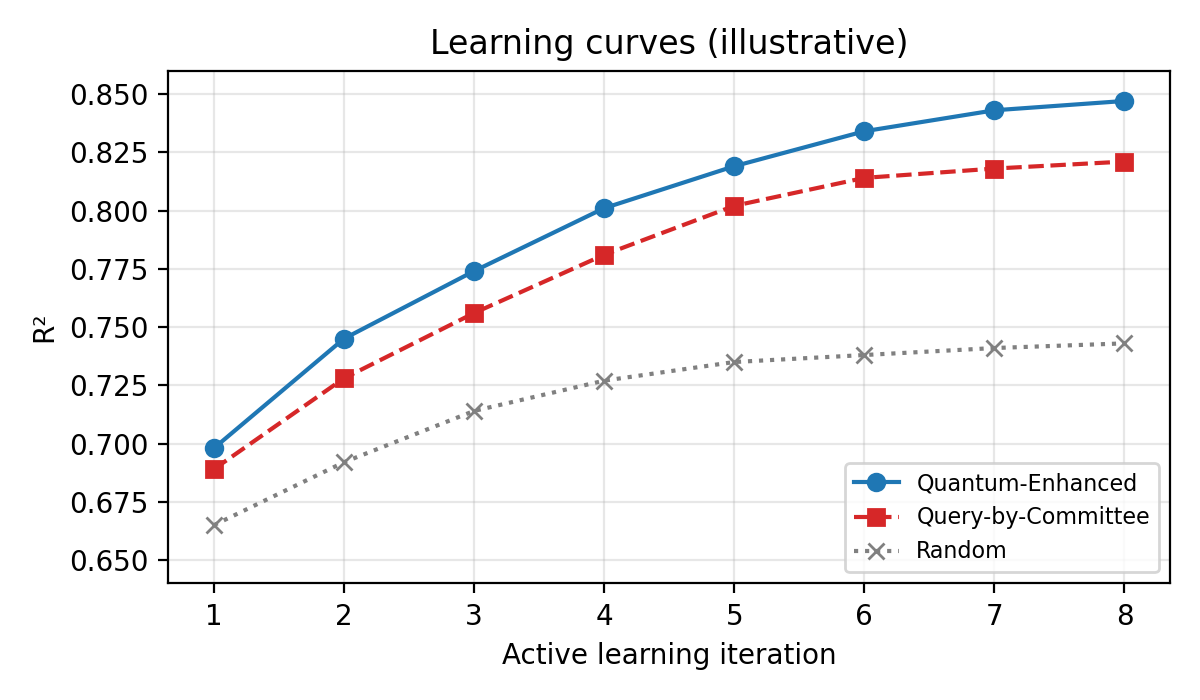 Learning curves (illustrative)
0.850
0.825
0.800
0.775
0.750
0.725
0.700
0.675
0.650
R²
Quantum-Enhanced
Query-by-Committee
Random
1 2 3 4 5 6 7 8
Active learning iteration